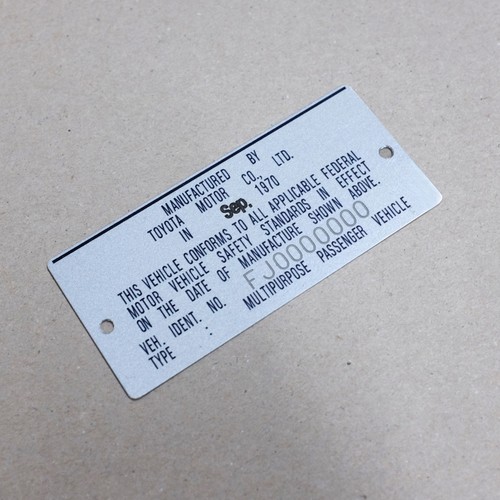 MANUFACTURED BY
TOYOTA MOTOR CO., LTD.
IN Sep. 1970
THIS VEHICLE CONFORMS TO ALL APPLICABLE FEDERAL
MOTOR VEHICLE SAFETY STANDARDS IN EFFECT
ON THE DATE OF MANUFACTURE SHOWN ABOVE.
VEH. IDENT. NO. FJ0000000
TYPE : MULTIPURPOSE PASSENGER VEHICLE